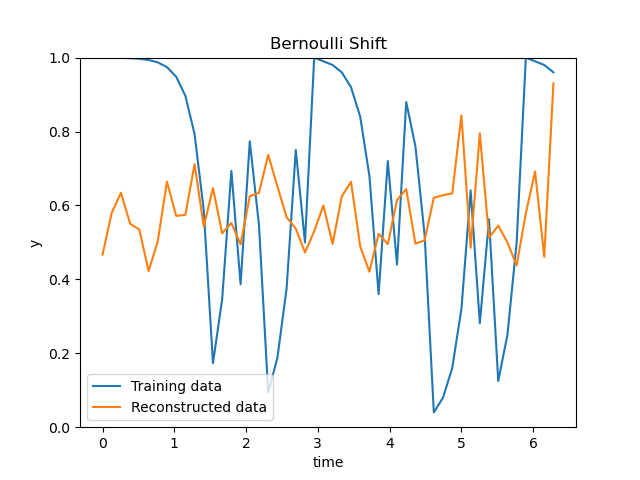 Bernoulli Shift
1.0
0.8
0.6
0.4
0.2
0.0
y
Training data
Reconstructed data
0 1 2 3 4 5 6
time